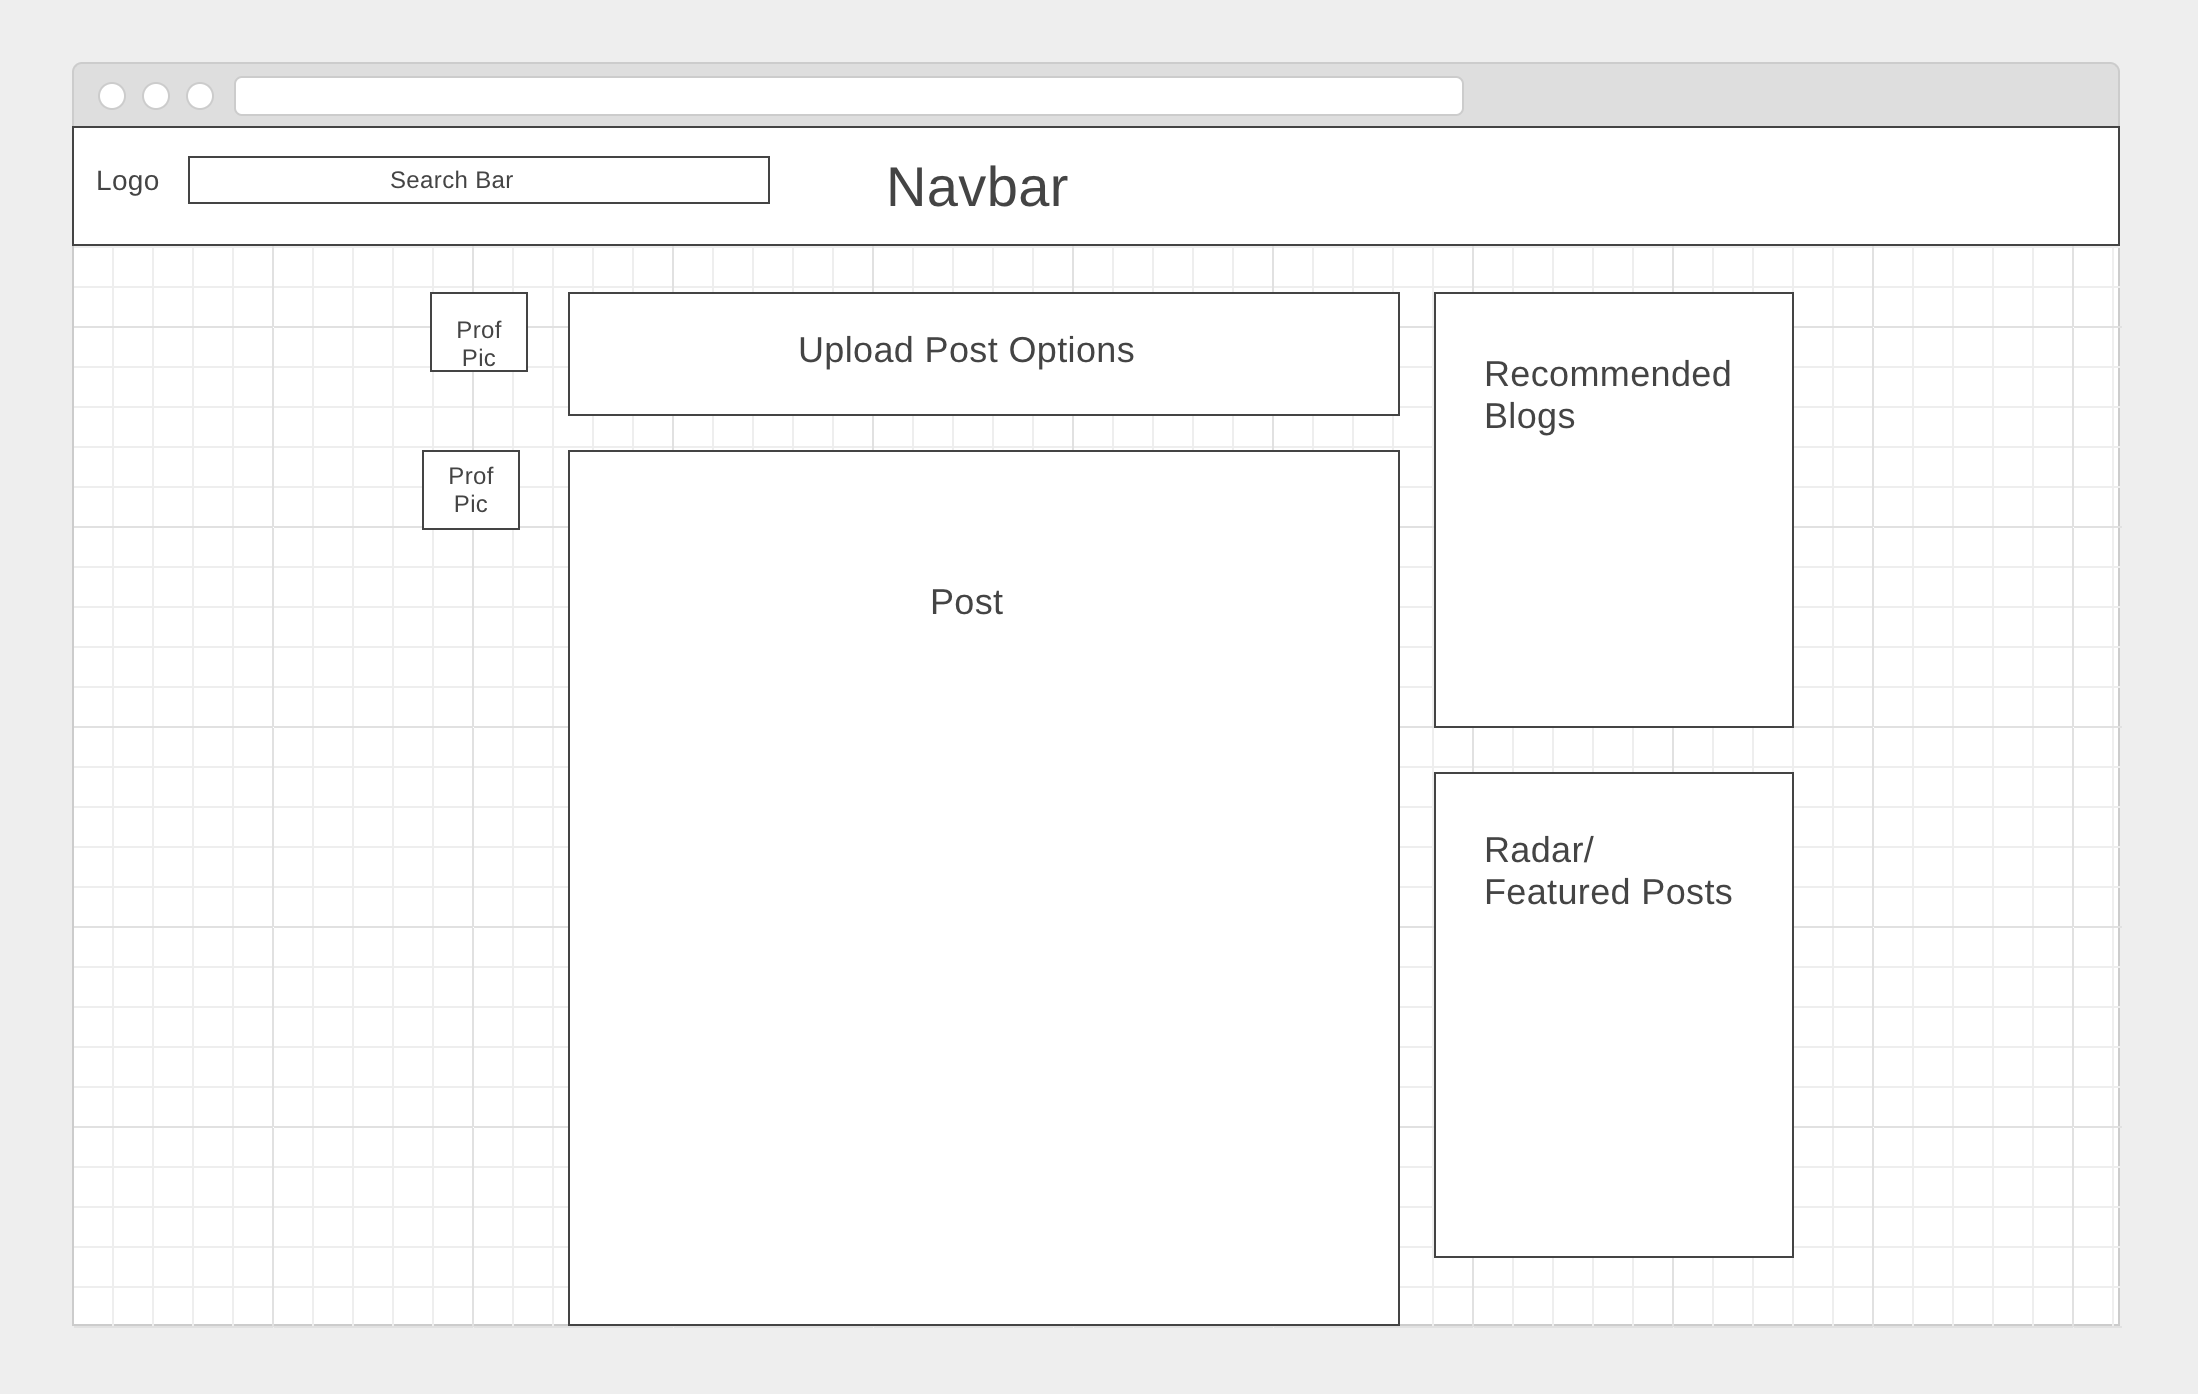 Logo
Search Bar
Navbar
Prof
Pic
Upload Post Options
Recommended
Blogs
Prof
Pic
Post
Radar/
Featured Posts